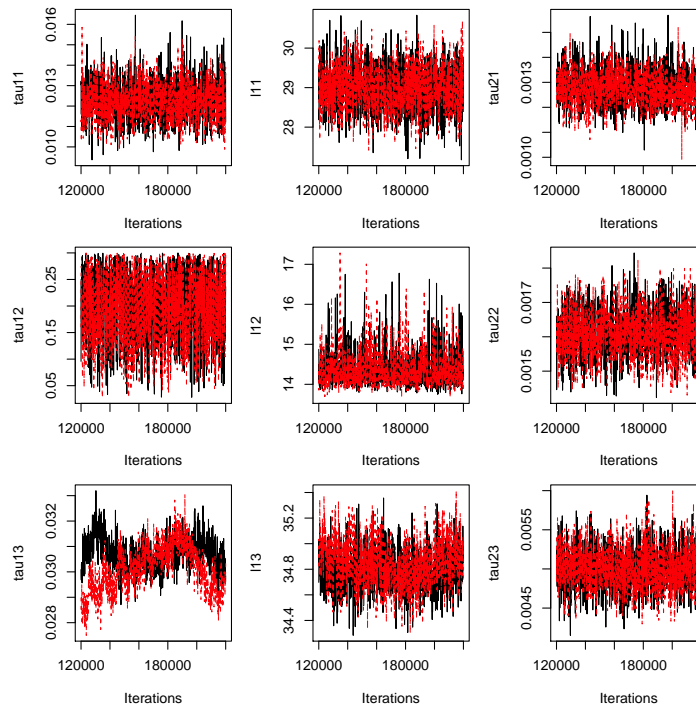 tau11
0.010 0.013 0.016
120000 180000
Iterations
l11
28 29 30
120000 180000
Iterations
tau21
0.0010 0.0013
120000 180000
Iterations
tau12
0.05 0.15 0.25
120000 180000
Iterations
l12
14 15 16 17
120000 180000
Iterations
tau22
0.0015 0.0017
120000 180000
Iterations
tau13
0.028 0.030 0.032
120000 180000
Iterations
l13
34.4 34.8 35.2
120000 180000
Iterations
tau23
0.0045 0.0055
120000 180000
Iterations